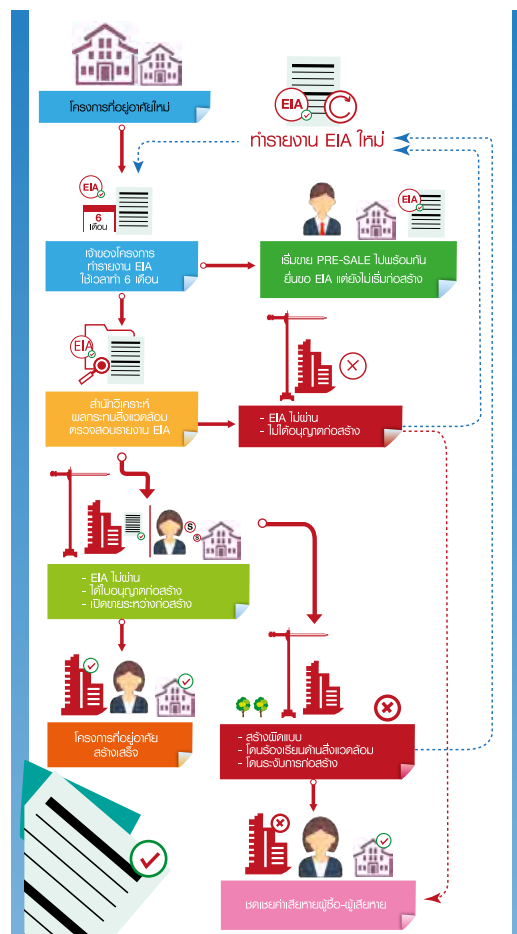 โครงการที่อยู่อาศัยใหม่
EIA
ทำรายงาน EIA ใหม่
EIA
6
เดือน
EIA
เจ้าของโครงการ
ทำรายงาน EIA
ใช้เวลาทำ 6 เดือน
เริ่มขาย PRE-SALE ไปพร้อมกัน
ยื่นขอ EIA แต่ยังไม่เริ่มก่อสร้าง
EIA
สำนักวิเคราะห์
ผลกระทบสิ่งแวดล้อม
ตรวจสอบรายงาน EIA
- EIA ไม่ผ่าน
- ไม่ได้อนุญาตก่อสร้าง
S
S
- EIA ไม่ผ่าน
- ได้ใบอนุญาตก่อสร้าง
- เปิดขายระหว่างก่อสร้าง
โครงการที่อยู่อาศัย
สร้างเสร็จ
- สร้างผิดแบบ
- โดนร้องเรียนด้านสิ่งแวดล้อม
- โดนระงับการก่อสร้าง
ชดเชยค่าเสียหายผู้ซื้อ-ผู้เสียหาย